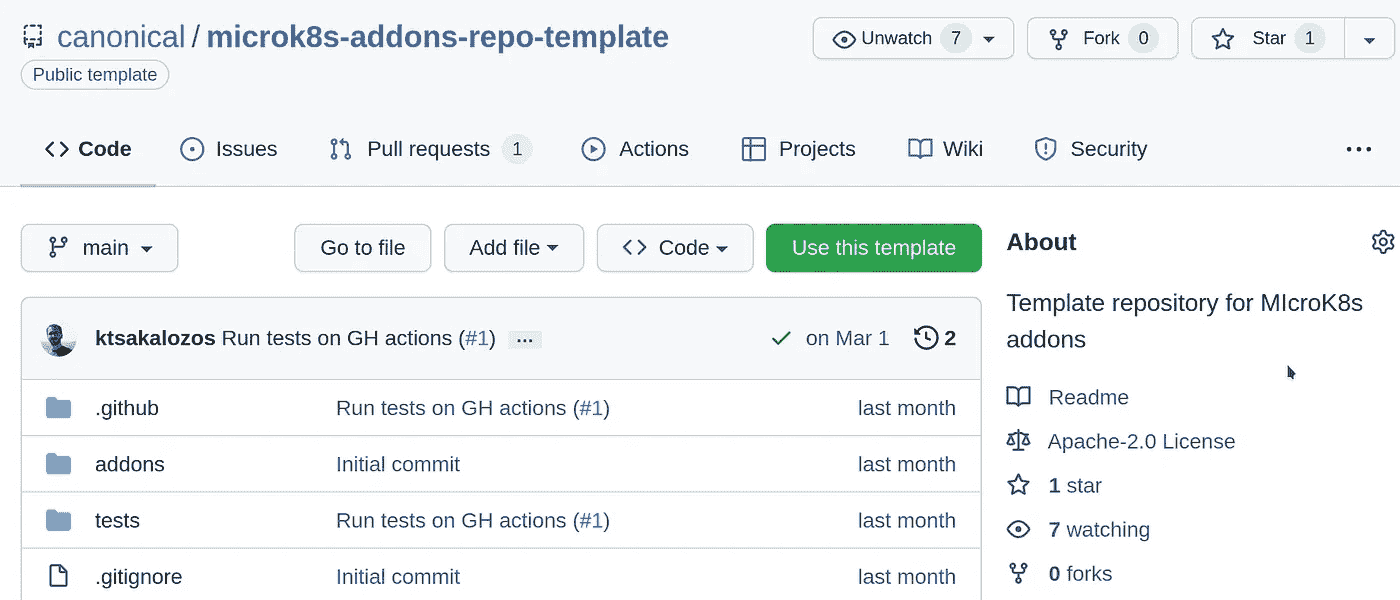 canonical / microk8s-addons-repo-template
Unwatch 7
Fork 0
Star 1
Public template
Code
Issues
Pull requests 1
Actions
Projects
Wiki
Security
...
main
Go to file
Add file
Code
Use this template
ktsakalozos Run tests on GH actions (#1) ...
on Mar 1
2
.github Run tests on GH actions (#1) last month
addons Initial commit last month
tests Run tests on GH actions (#1) last month
.gitignore Initial commit last month
About
Template repository for MIcroK8s
addons
Readme
Apache-2.0 License
1 star
7 watching
0 forks